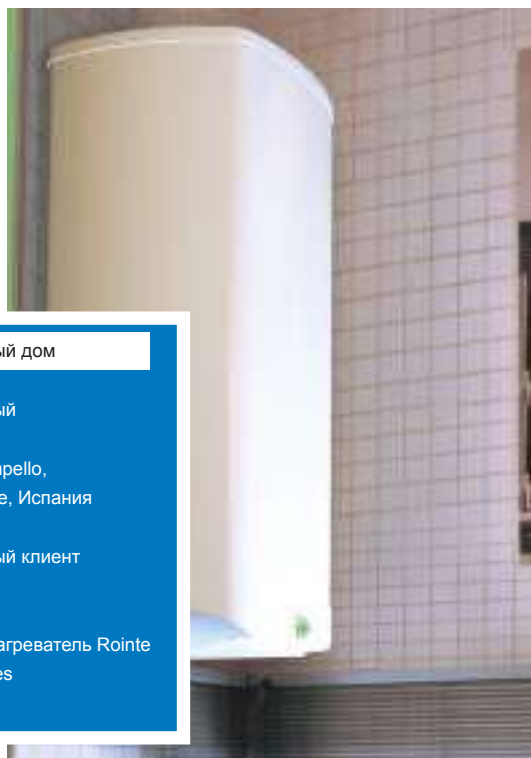 ый дом
ый
pello,
е, Испания
ый клиент
агреватель Rointe
es